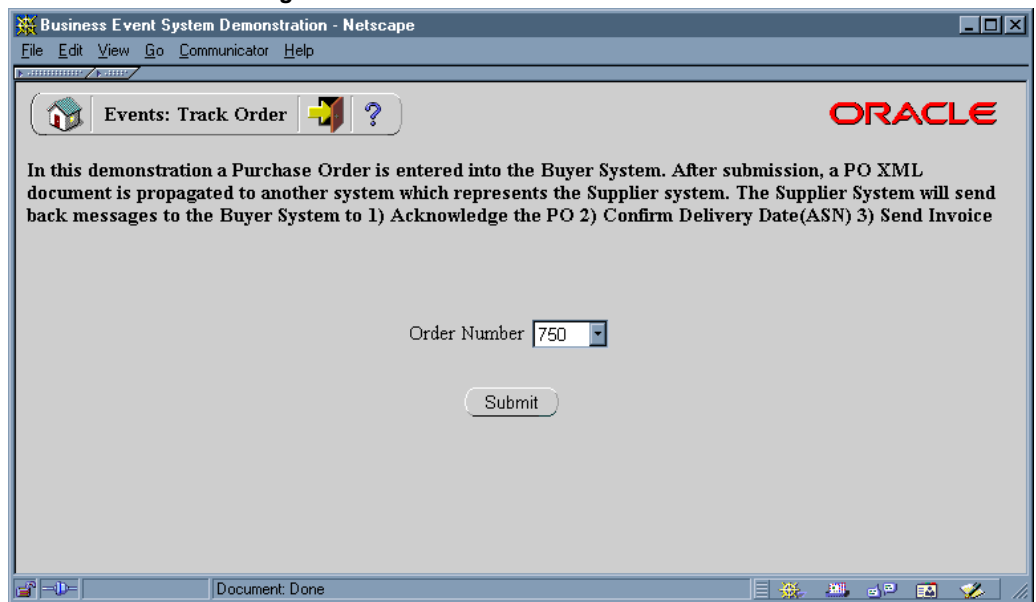 Business Event System Demonstration - Netscape
File Edit View Go Communicator Help
Events: Track Order ?
ORACLE
In this demonstration a Purchase Order is entered into the Buyer System. After submission, a PO XML
document is propagated to another system which represents the Supplier system. The Supplier System will send
back messages to the Buyer System to 1) Acknowledge the PO 2) Confirm Delivery Date(ASN) 3) Send Invoice
Order Number 750
Submit
Document: Done